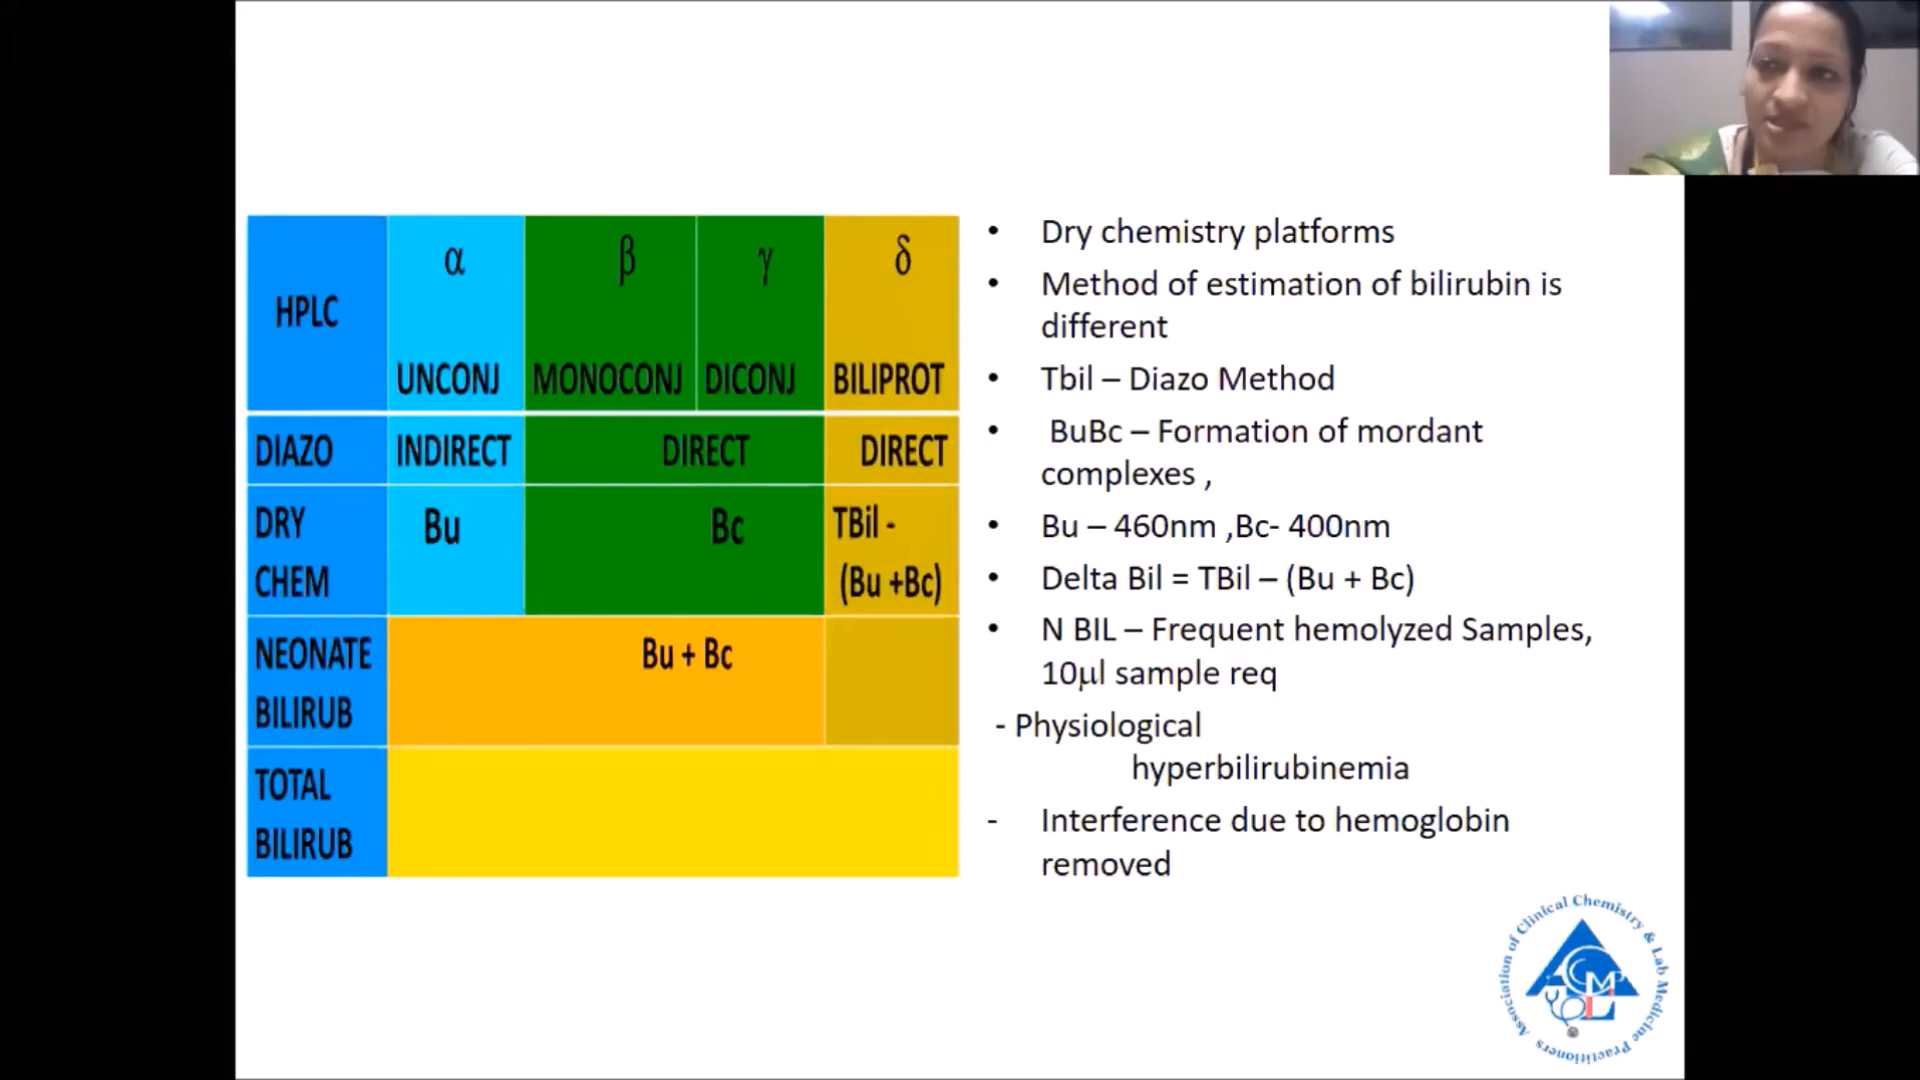 α β γ δ
HPLC
UNCONJ MONOCONJ DICONJ BILIPROT
DIAZO INDIRECT DIRECT DIRECT
DRY CHEM Bu Bc TBil - (Bu +Bc)
NEONATE BILIRUB Bu + Bc
TOTAL BILIRUB
• Dry chemistry platforms
• Method of estimation of bilirubin is
different
• Tbil – Diazo Method
• BuBc – Formation of mordant
complexes ,
• Bu – 460nm ,Bc- 400nm
• Delta Bil = TBil – (Bu + Bc)
• N BIL – Frequent hemolyzed Samples,
10µl sample req
- Physiological
hyperbilirubinemia
- Interference due to hemoglobin
removed
Association of Clinical Chemistry & Lab Medicine Practitioners